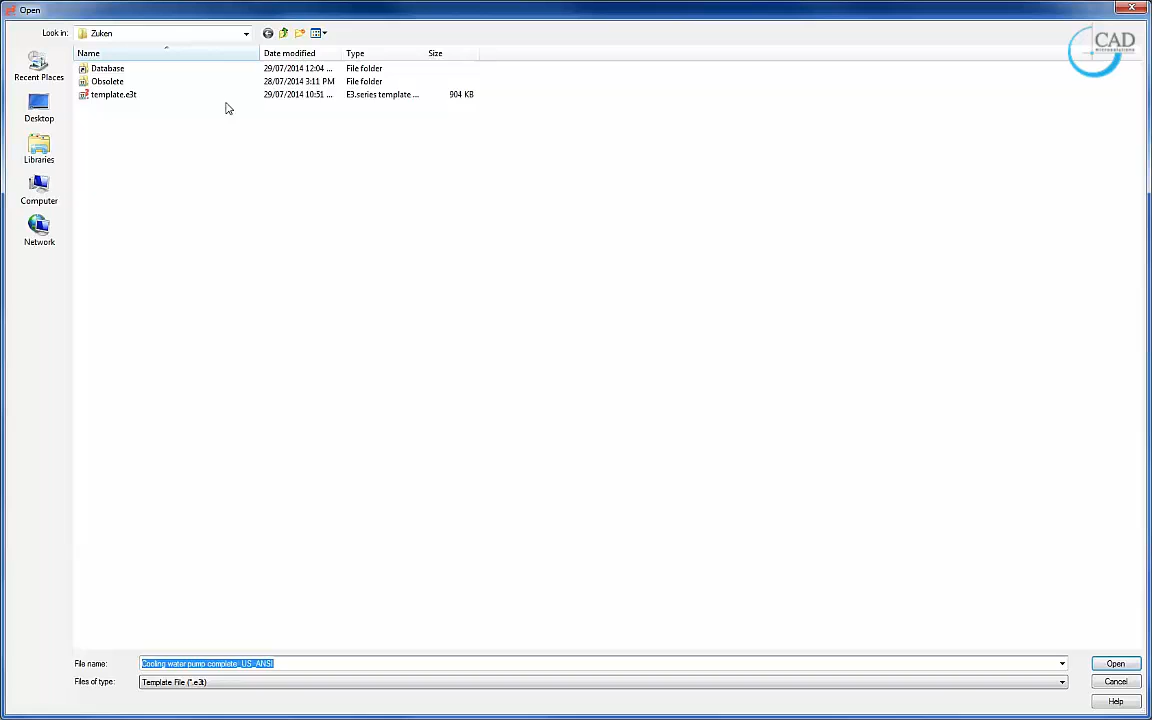 Open
Look in: Zuken
Name Date modified Type Size
Database 29/07/2014 12:04 ... File folder
Obsolete 28/07/2014 3:11 PM File folder
template.e3t 29/07/2014 10:51 ... E3.series template ... 904 KB
Recent Places
Desktop
Libraries
Computer
Network
CAD
File name: Cooling water pump complete_US_ANSI
Open
Files of type: Template File (*.e3t)
Cancel
Help